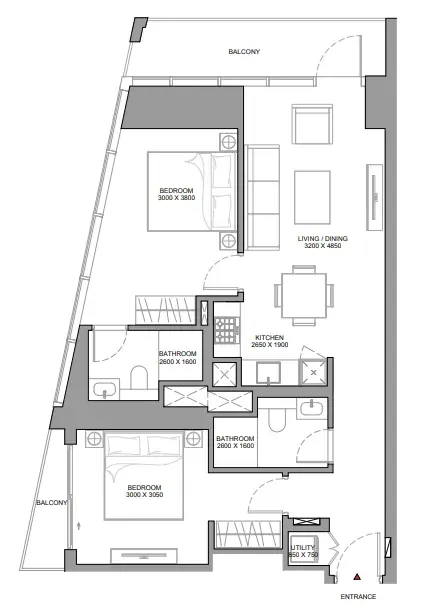 BALCONY
BEDROOM
3000 X 3800
LIVING / DINING
3200 X 4850
KITCHEN
2650 X 1900
BATHROOM
2600 X 1600
BATHROOM
2600 X 1600
BEDROOM
3000 X 3050
BALCONY
UTILITY
650 X 750
ENTRANCE